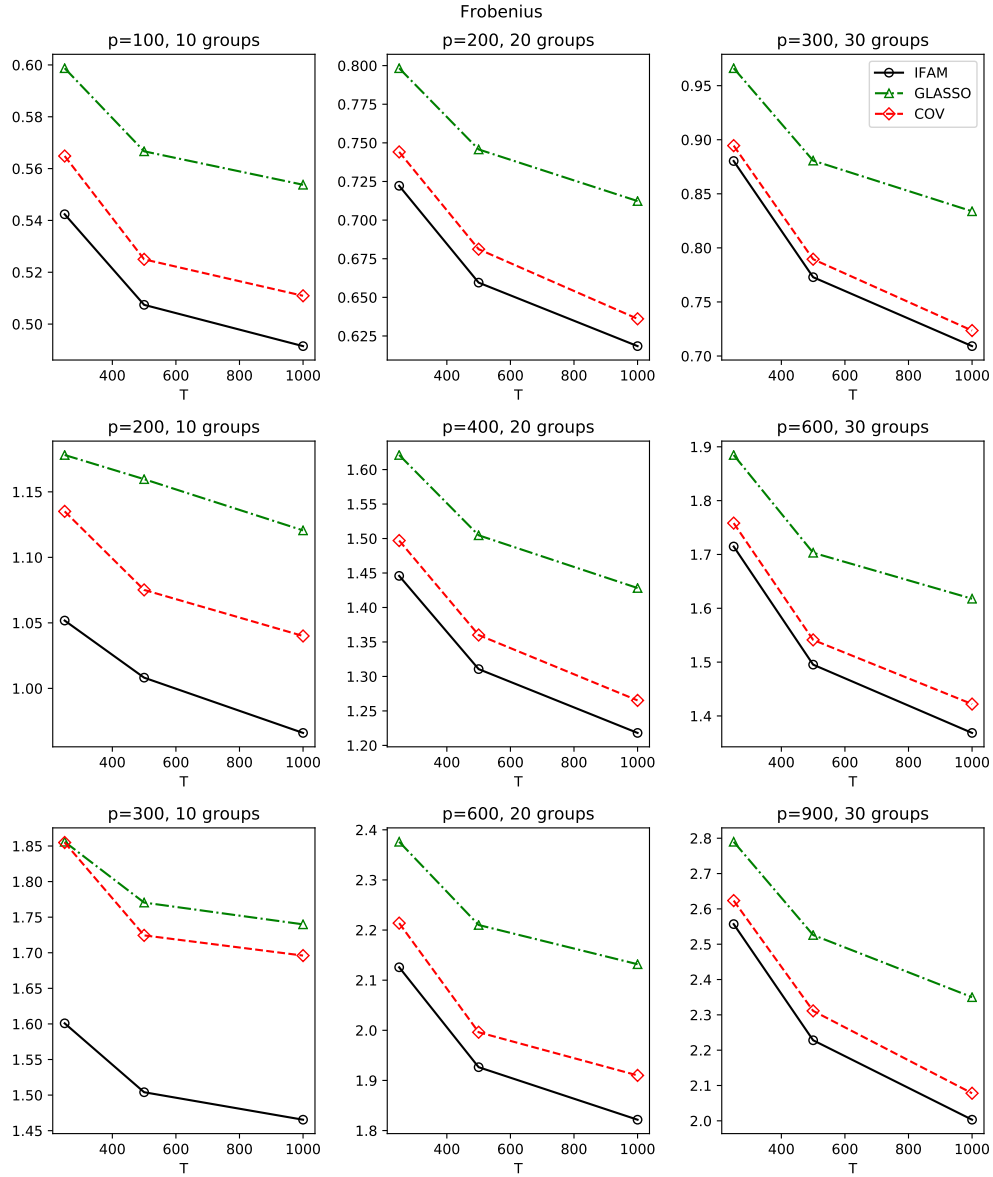 Frobenius
p=100, 10 groups
0.60
0.58
0.56
0.54
0.52
0.50
400 600 800 1000
T
p=200, 20 groups
0.800
0.775
0.750
0.725
0.700
0.675
0.650
0.625
400 600 800 1000
T
p=300, 30 groups
IFAM
GLASSO
COV
0.95
0.90
0.85
0.80
0.75
0.70
400 600 800 1000
T
p=200, 10 groups
1.15
1.10
1.05
1.00
400 600 800 1000
T
p=400, 20 groups
1.60
1.55
1.50
1.45
1.40
1.35
1.30
1.25
1.20
400 600 800 1000
T
p=600, 30 groups
1.9
1.8
1.7
1.6
1.5
1.4
400 600 800 1000
T
p=300, 10 groups
1.85
1.80
1.75
1.70
1.65
1.60
1.55
1.50
1.45
400 600 800 1000
T
p=600, 20 groups
2.4
2.3
2.2
2.1
2.0
1.9
1.8
400 600 800 1000
T
p=900, 30 groups
2.8
2.7
2.6
2.5
2.4
2.3
2.2
2.1
2.0
400 600 800 1000
T